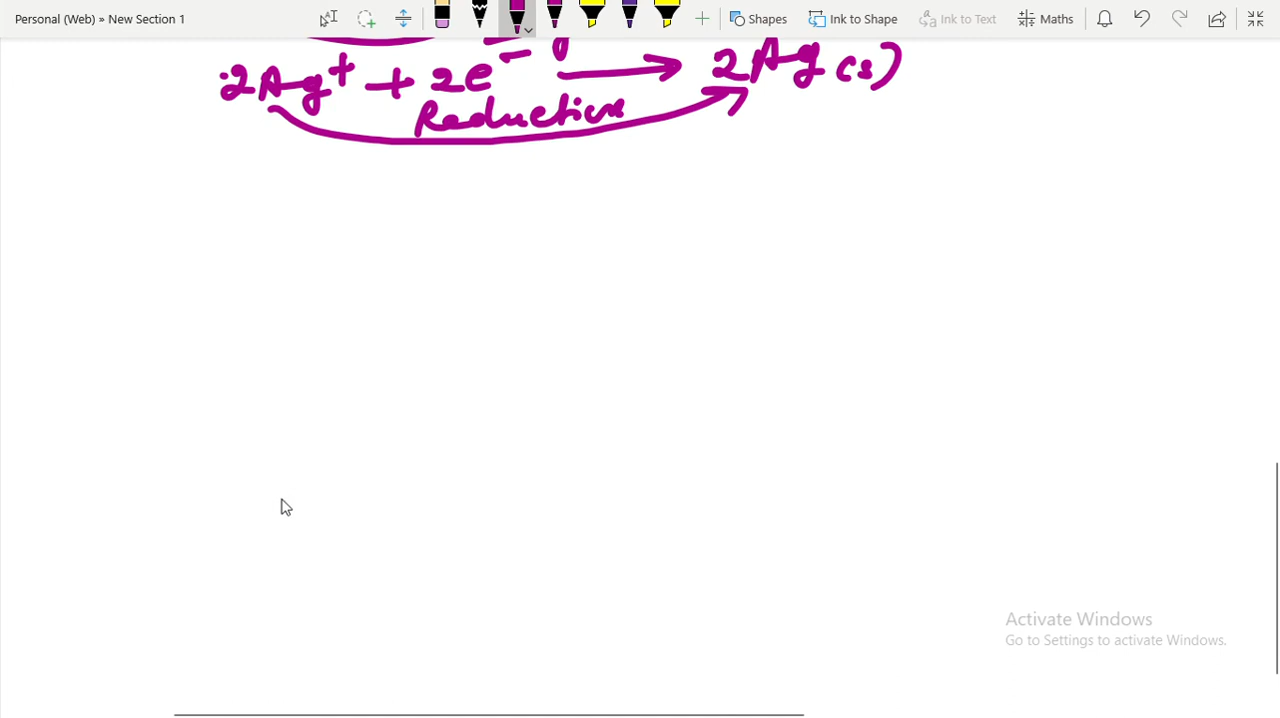 Personal (Web) » New Section 1
Shapes
Ink to Shape
Ink to Text
Maths
2Ag⁺ + 2e⁻ → 2Ag (s)
Reduction
Activate Windows
Go to Settings to activate Windows.